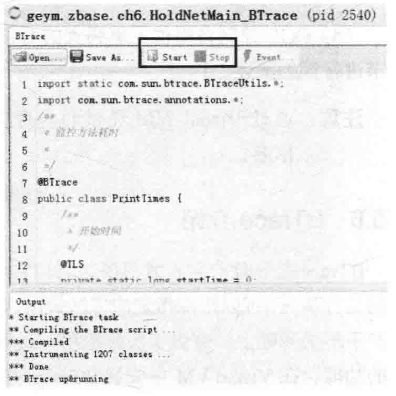 geym.zbase.ch6.HoldNetMain_BTrace (pid 2540)
BTrace
Open... Save As... Start Stop Event...
1 import static com.sun.btrace.BTraceUtils.*;
2 import com.sun.btrace.annotations.*;
3 /**
4 * 监控方法耗时
5 *
6 */
7 @BTrace
8 public class PrintTimes {
9 /**
10 * 开始时间
11 */
12 @TLS
13 private static long startTime = 0;
Output
* Starting BTrace task
** Compiling the BTrace script ...
*** Compiled
** Instrumenting 1207 classes ...
*** Done
** BTrace up&running